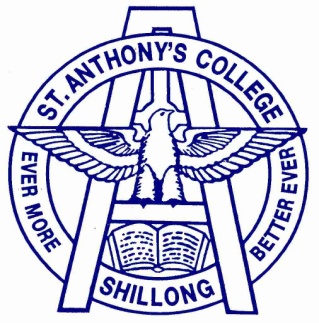 ST. ANTHONY'S COLLEGE
EVER MORE
BETTER EVER
SHILLONG